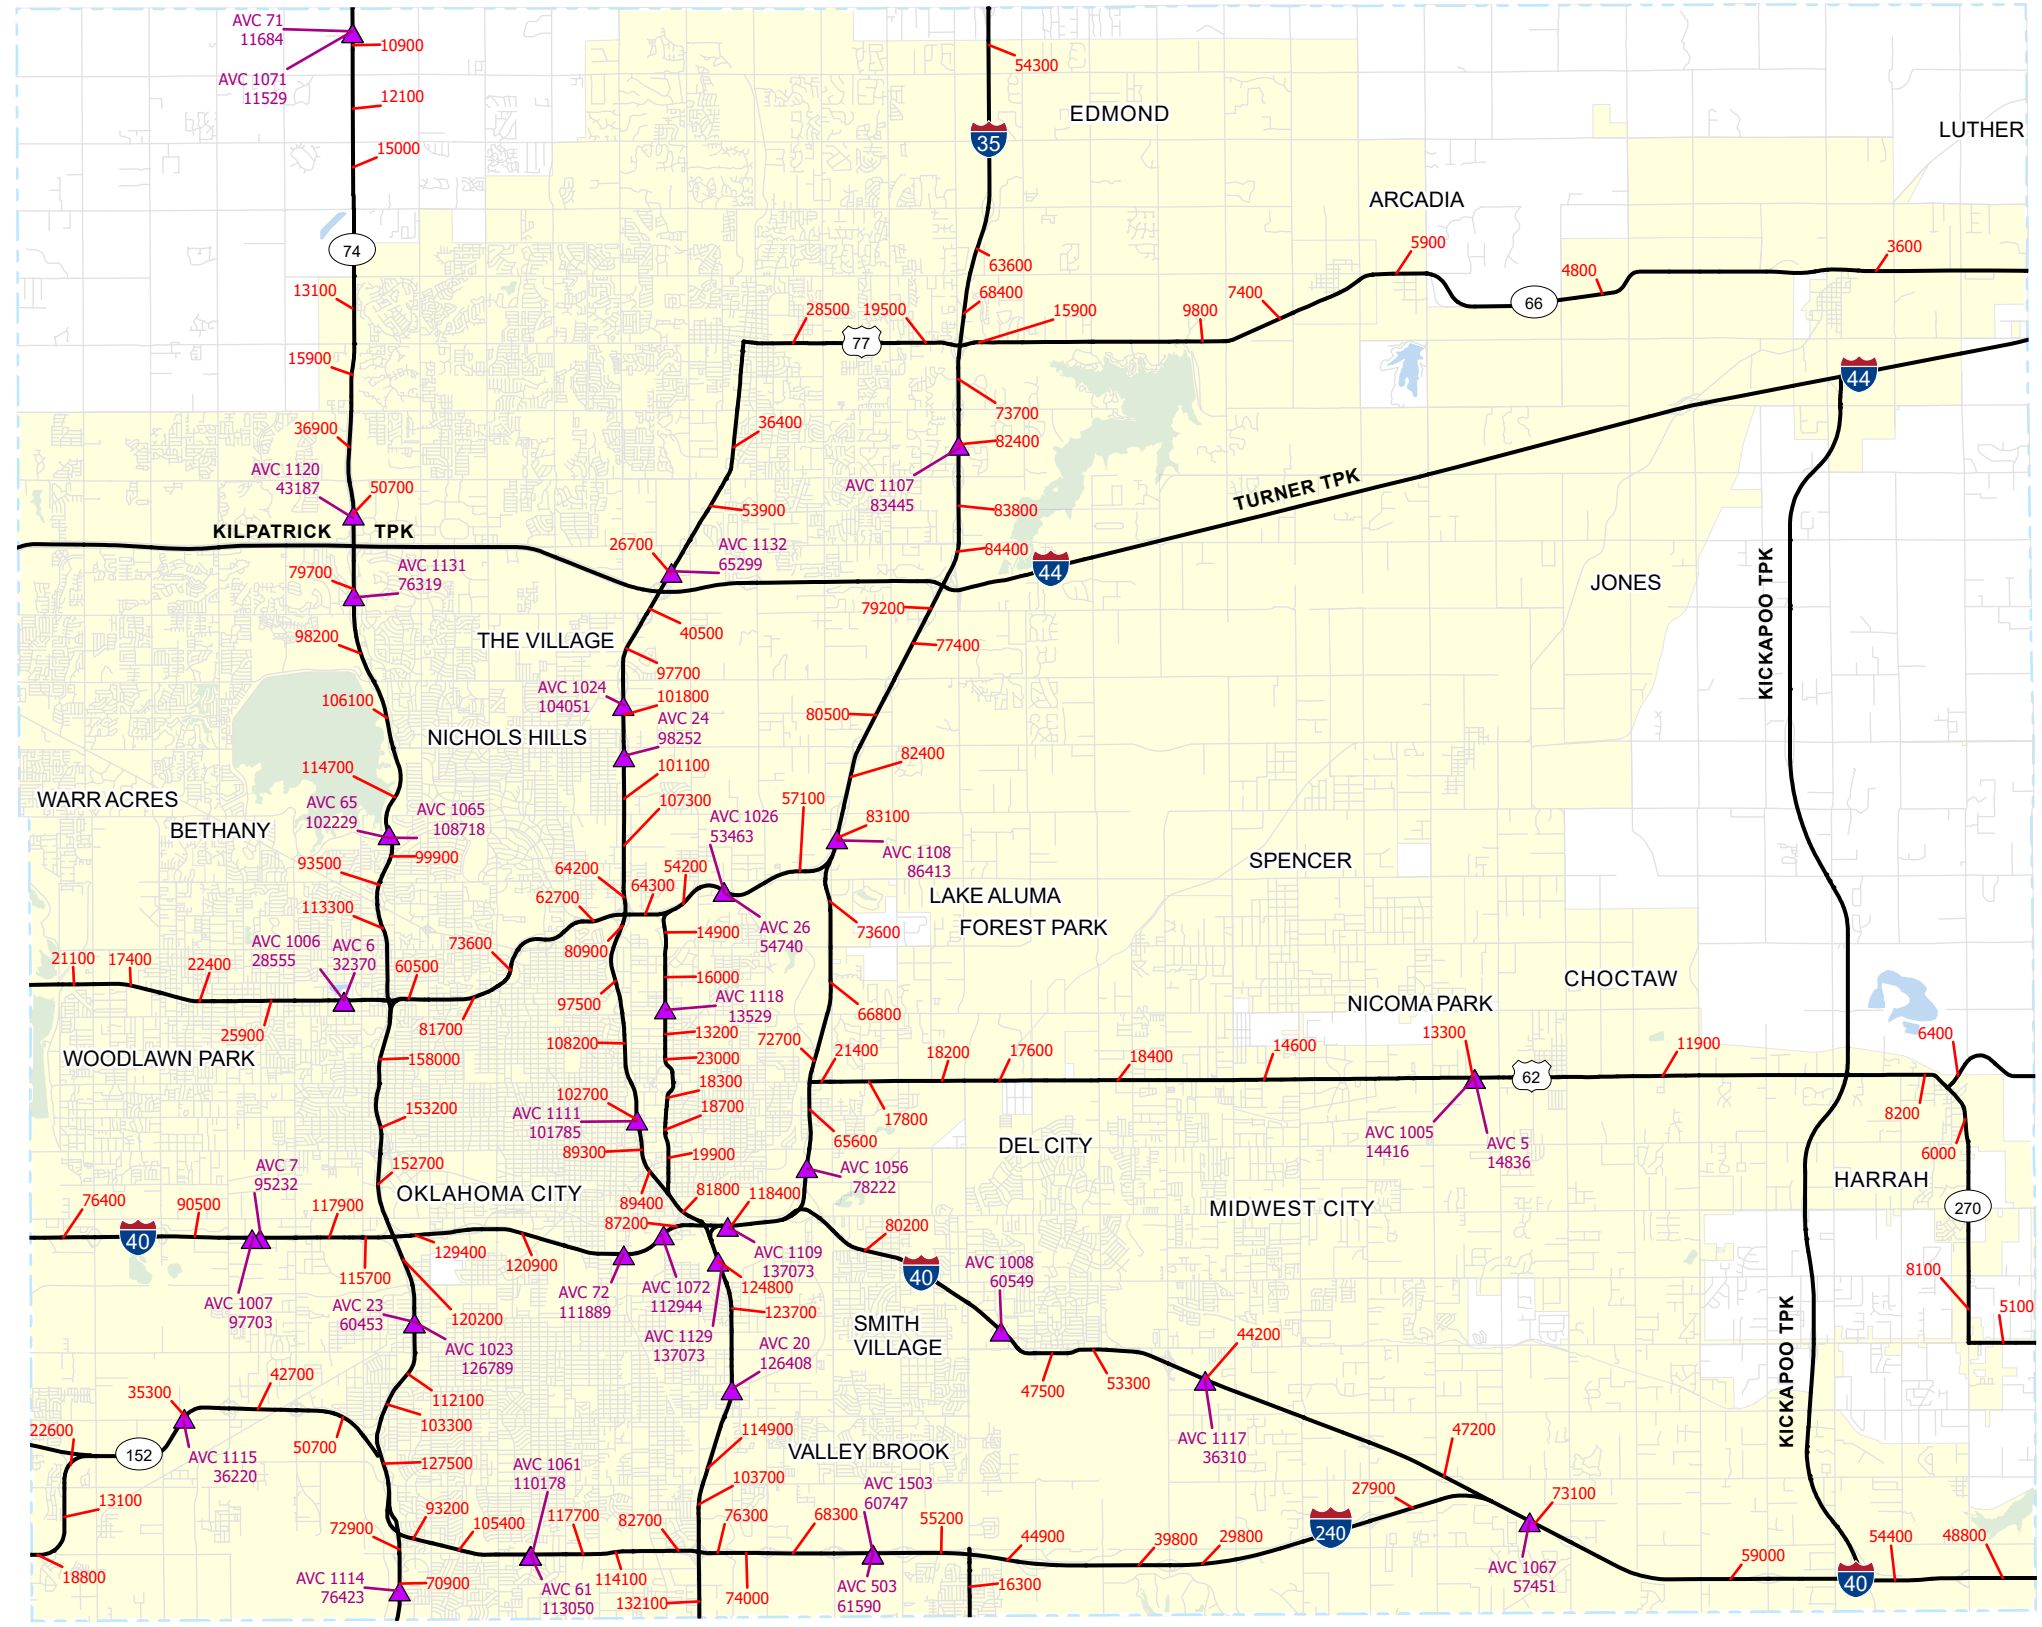 AVC 71
11684
10900
54300
AVC 1071
11529
12100
EDMOND
LUTHER
35
15000
ARCADIA
74
5900
3600
63600
4800
13100
68400
7400
66
28500
19500
15900
9800
77
15900
44
73700
36400
36900
82400
AVC 1120
43187
50700
AVC 1107
83445
TURNER TPK
53900
83800
KILPATRICK
TPK
26700
AVC 1132
65299
84400
44
79700
AVC 1131
76319
JONES
KICKAPOO TPK
79200
98200
THE VILLAGE
40500
77400
97700
AVC 1024
104051
101800
106100
80500
AVC 24
98252
NICHOLS HILLS
82400
114700
101100
WARR ACRES
AVC 65
102229
AVC 1065
108718
107300
57100
AVC 1026
53463
83100
BETHANY
AVC 1108
86413
93500
99900
SPENCER
64200
54200
64300
62700
LAKE ALUMA
113300
FOREST PARK
14900
AVC 26
54740
73600
80900
AVC 1006
28555
AVC 6
32370
73600
21100
17400
22400
60500
16000
CHOCTAW
97500
AVC 1118
13529
NICOMA PARK
66800
25900
81700
13200
13300
6400
108200
72700
21400
18200
17600
18400
14600
11900
WOODLAWN PARK
158000
23000
62
18300
102700
18700
17800
8200
153200
AVC 1111
101785
65600
AVC 1005
14416
AVC 5
14836
DEL CITY
89300
19900
6000
152700
AVC 7
95232
AVC 1056
78222
HARRAH
OKLAHOMA CITY
81800
118400
76400
90500
117900
89400
MIDWEST CITY
270
87200
80200
40
129400
120900
AVC 1109
137073
AVC 1008
60549
115700
40
8100
AVC 72
111889
AVC 1072
112944
124800
AVC 1007
97703
AVC 23
60453
120200
123700
5100
SMITH
VILLAGE
AVC 1129
137073
AVC 20
126408
44200
KICKAPOO TPK
AVC 1023
126789
42700
47500
53300
35300
112100
103300
22600
114900
47200
50700
AVC 1117
36310
152
VALLEY BROOK
AVC 1115
36220
127500
AVC 1061
110178
103700
AVC 1503
60747
27900
13100
93200
117700
82700
76300
68300
55200
73100
72900
105400
44900
39800
29800
240
54400
48800
59000
18800
AVC 1114
76423
70900
AVC 61
113050
114100
132100
74000
AVC 503
61590
16300
AVC 1067
57451
40